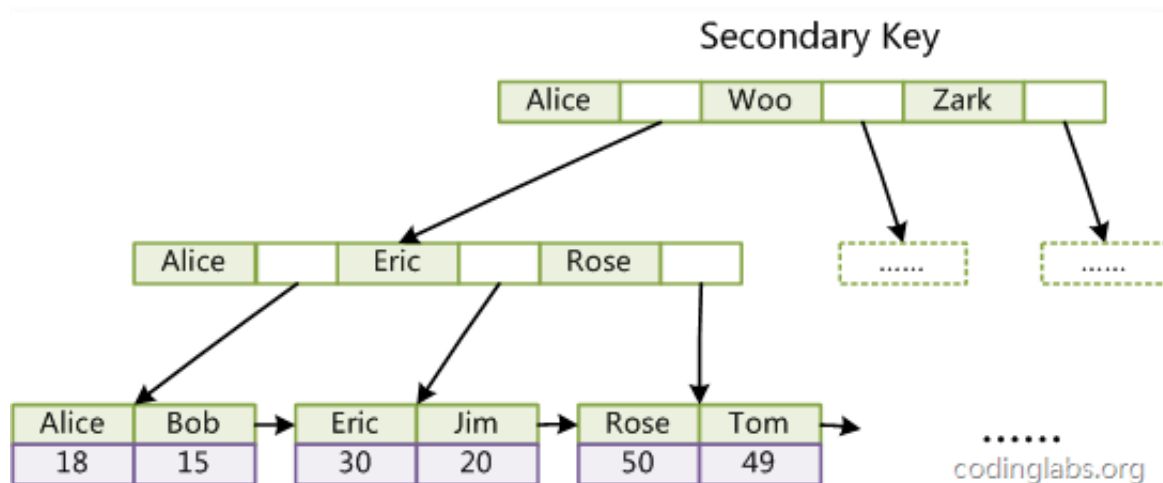 Secondary Key
Alice Woo Zark
Alice Eric Rose
...... ......
Alice Bob Eric Jim Rose Tom
18 15 30 20 50 49
......
codinglabs.org